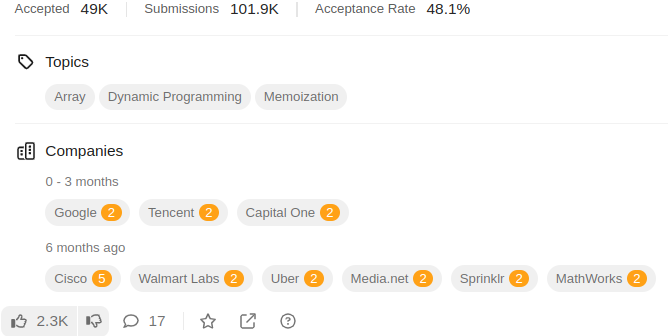 Accepted 49K Submissions 101.9K Acceptance Rate 48.1%
Topics
Array Dynamic Programming Memoization
Companies
0 - 3 months
Google 2 Tencent 2 Capital One 2
6 months ago
Cisco 5 Walmart Labs 2 Uber 2 Media.net 2 Sprinklr 2 MathWorks 2
2.3K 17